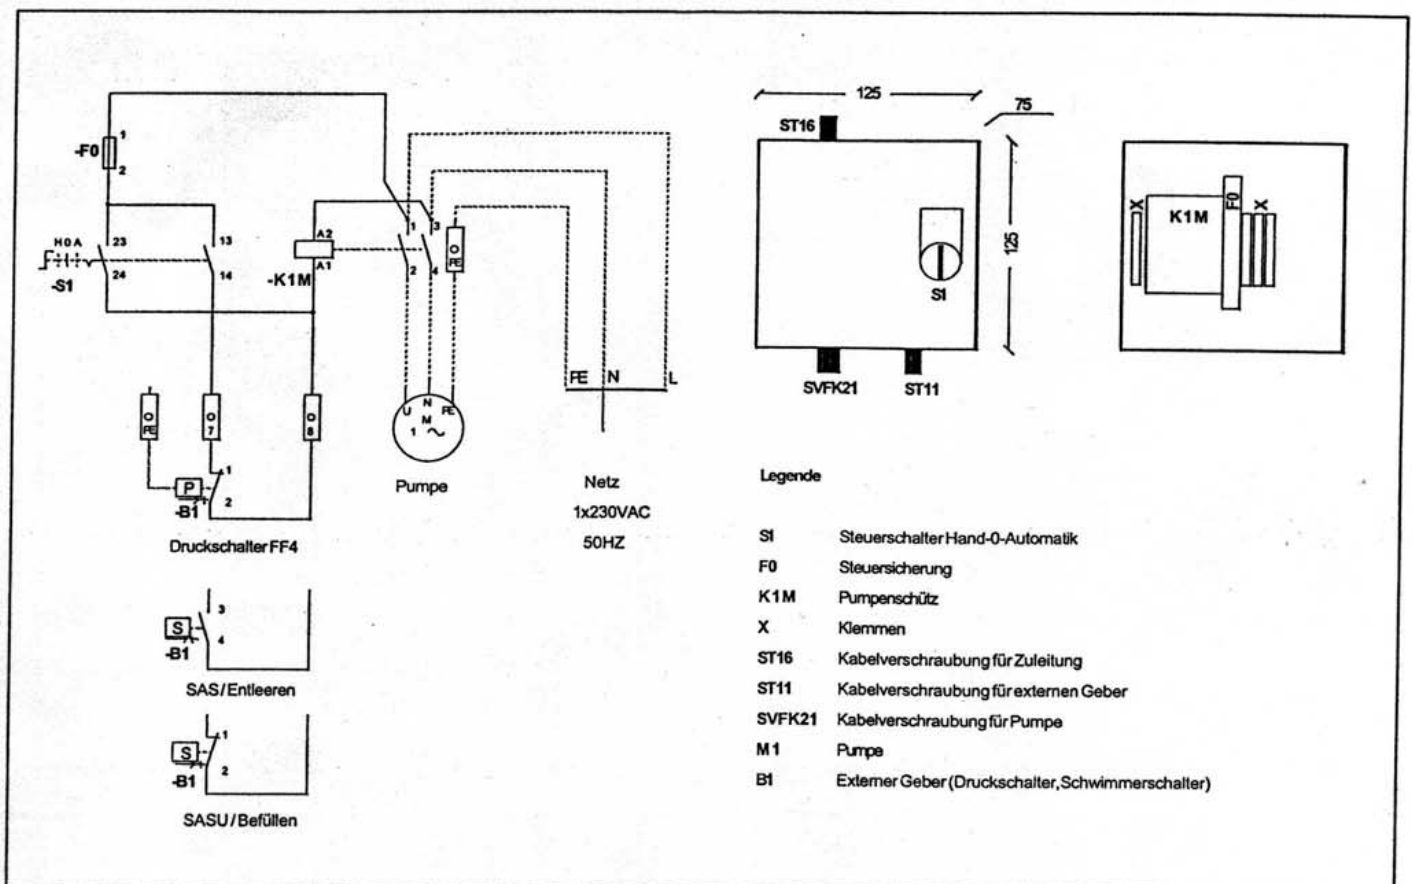 1
-F0
2
H 0 A
23
24
-S1
13
14
A2
A1
-K1M
1
3
2
4
O PE
O PE
O 7
O 8
U
N
PE
M
1 ~
Pumpe
PE N L
Netz
1x230VAC
50HZ
P
1
2
-B1
Druckschalter FF4
S
3
4
-B1
SAS / Entleeren
S
1
2
-B1
SASU / Befüllen
125
75
ST16
125
S1
SVFK21
ST11
X
K1M
F0
X
Legende
S1 Steuerschalter Hand-0-Automatik
F0 Steuersicherung
K1M Pumpenschütz
X Klemmen
ST16 Kabelverschraubung für Zuleitung
ST11 Kabelverschraubung für externen Geber
SVFK21 Kabelverschraubung für Pumpe
M1 Pumpe
B1 Externer Geber (Druckschalter, Schwimmerschalter)